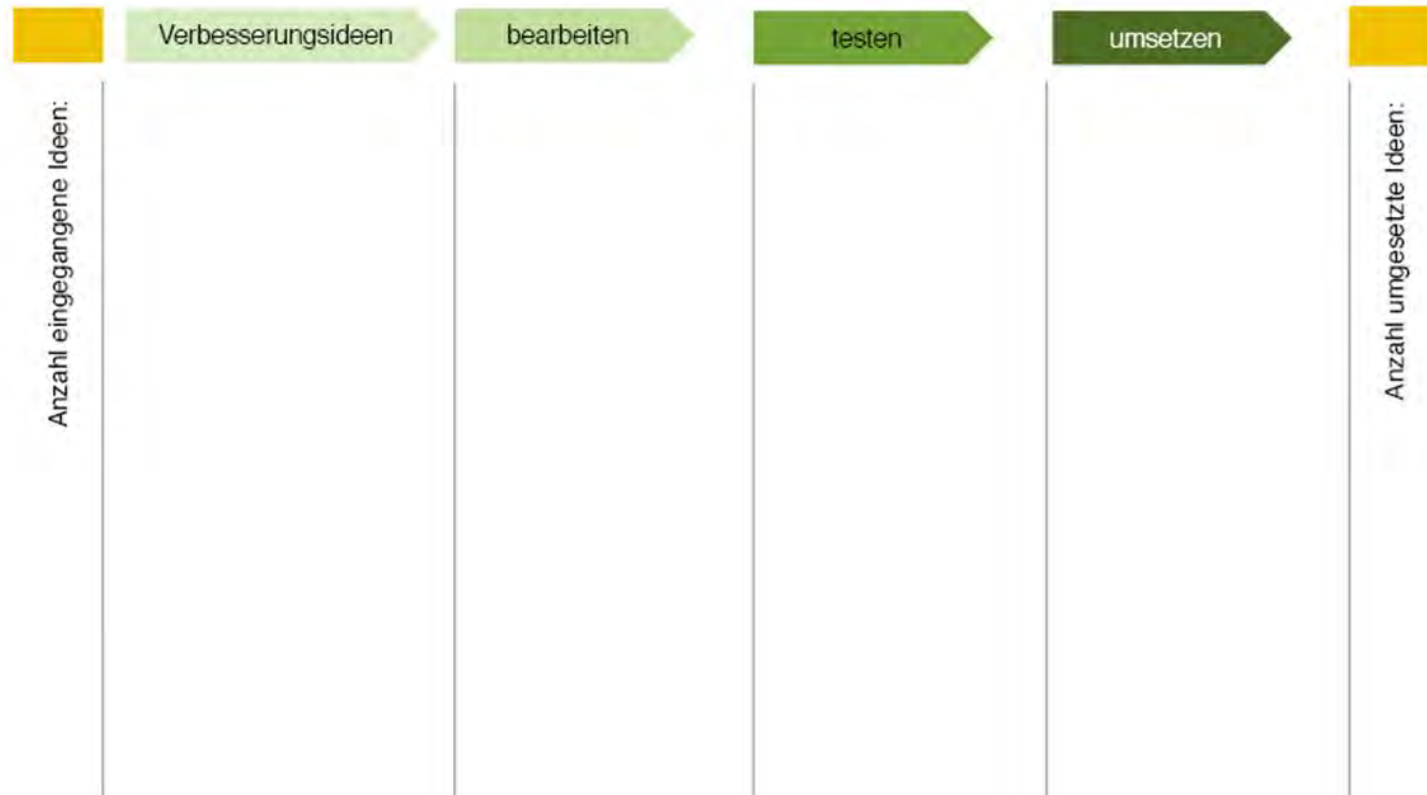 Verbesserungsideen
bearbeiten
testen
umsetzen
Anzahl eingegangene Ideen:
Anzahl umgesetzte Ideen: